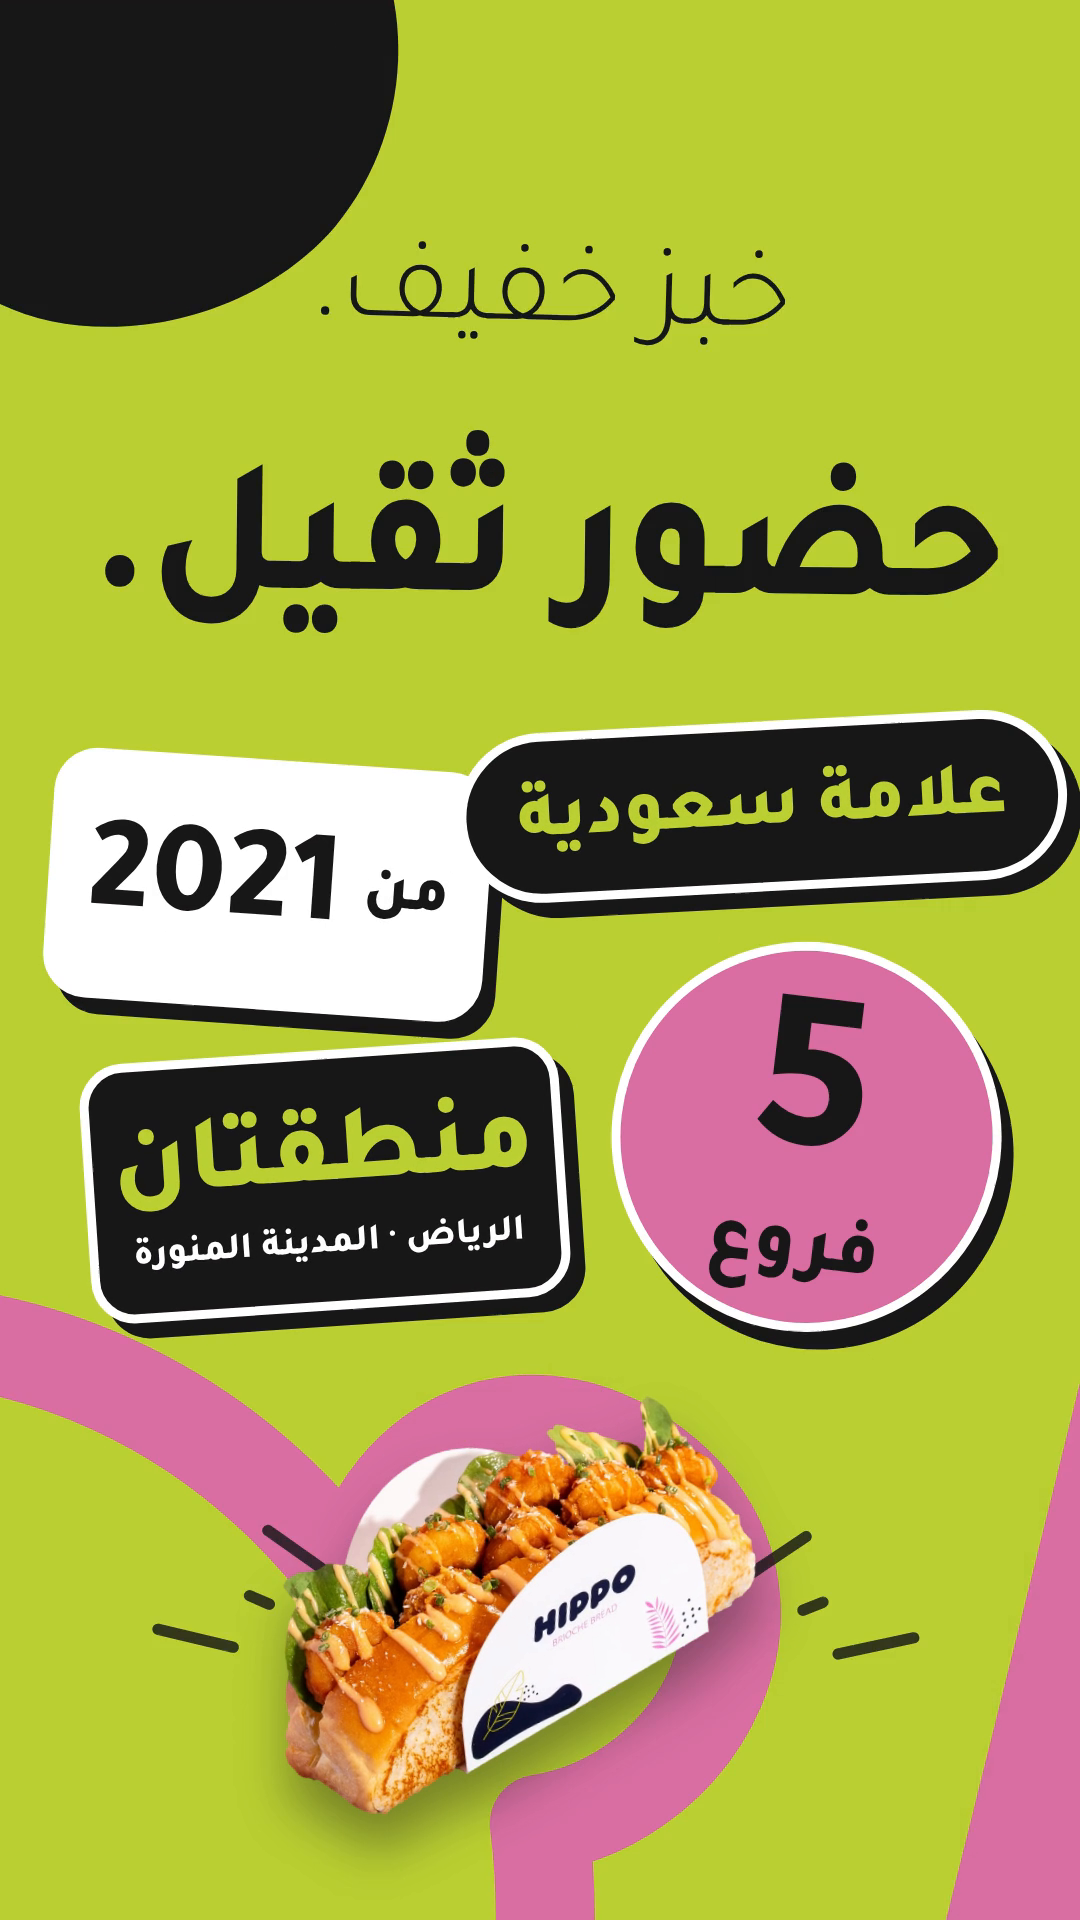 خبز خفيف.
حضور ثقيل.
علامة سعودية
من 2021
5
فروع
منطقتان
الرياض · المدينة المنورة
HIPPO
BRIOCHE BREAD